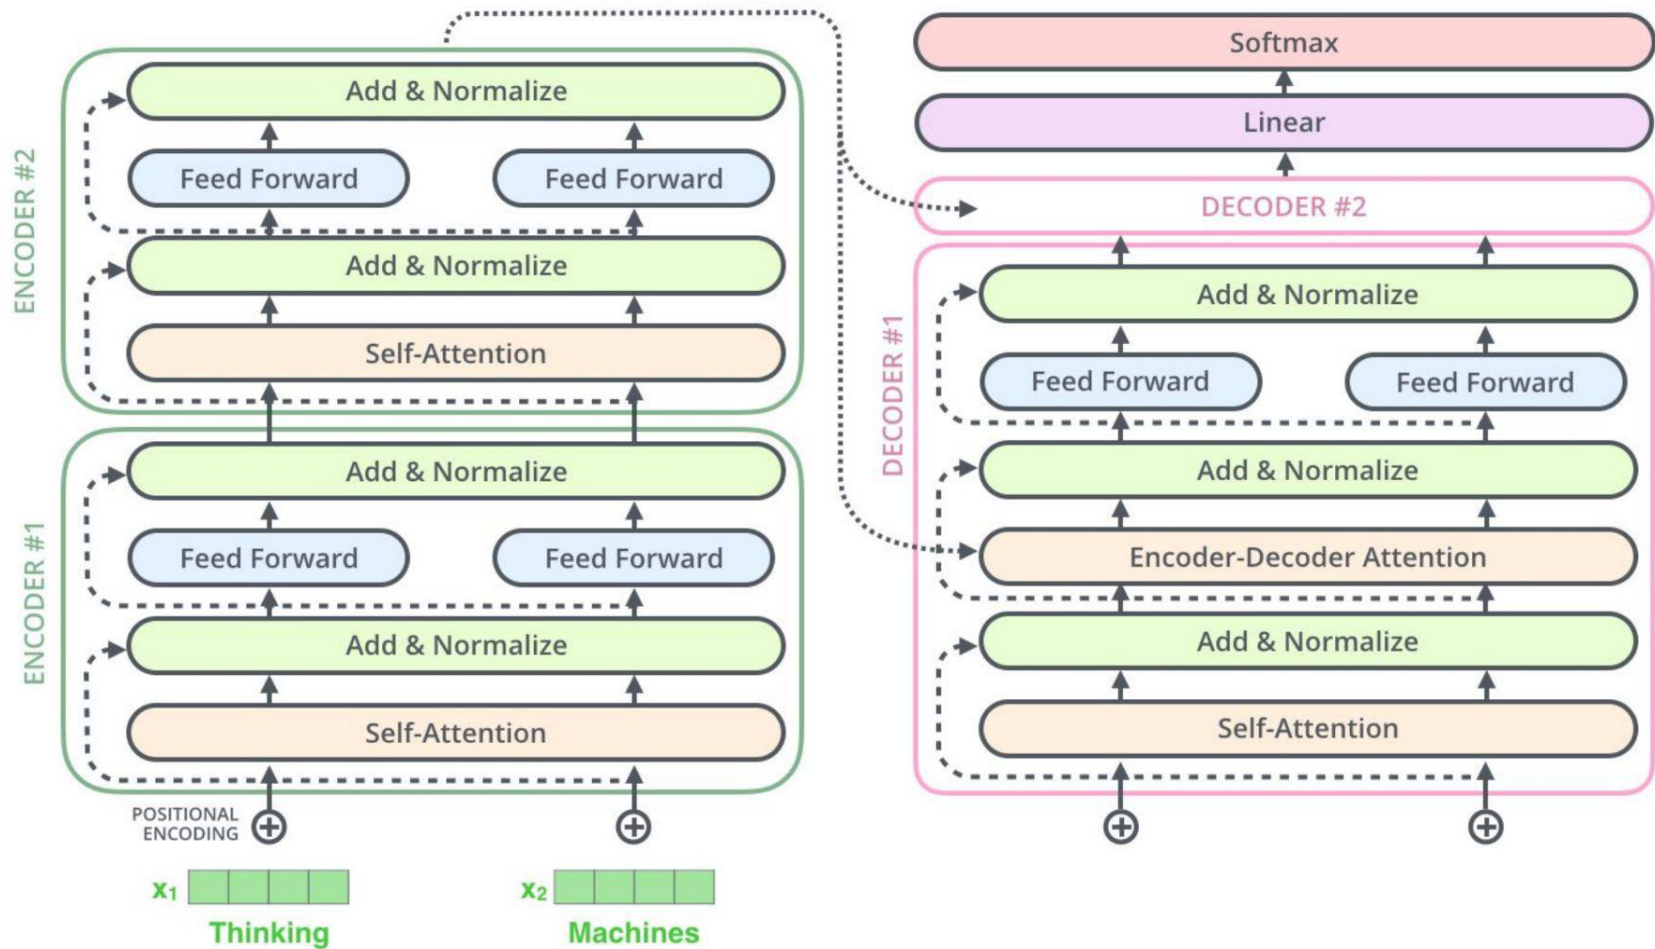 ENCODER #2
Add & Normalize
Feed Forward
Feed Forward
Add & Normalize
Self-Attention
ENCODER #1
Add & Normalize
Feed Forward
Feed Forward
Add & Normalize
Self-Attention
POSITIONAL
ENCODING
x₁
x₂
Thinking
Machines
Softmax
Linear
DECODER #2
DECODER #1
Add & Normalize
Feed Forward
Feed Forward
Add & Normalize
Encoder-Decoder Attention
Add & Normalize
Self-Attention